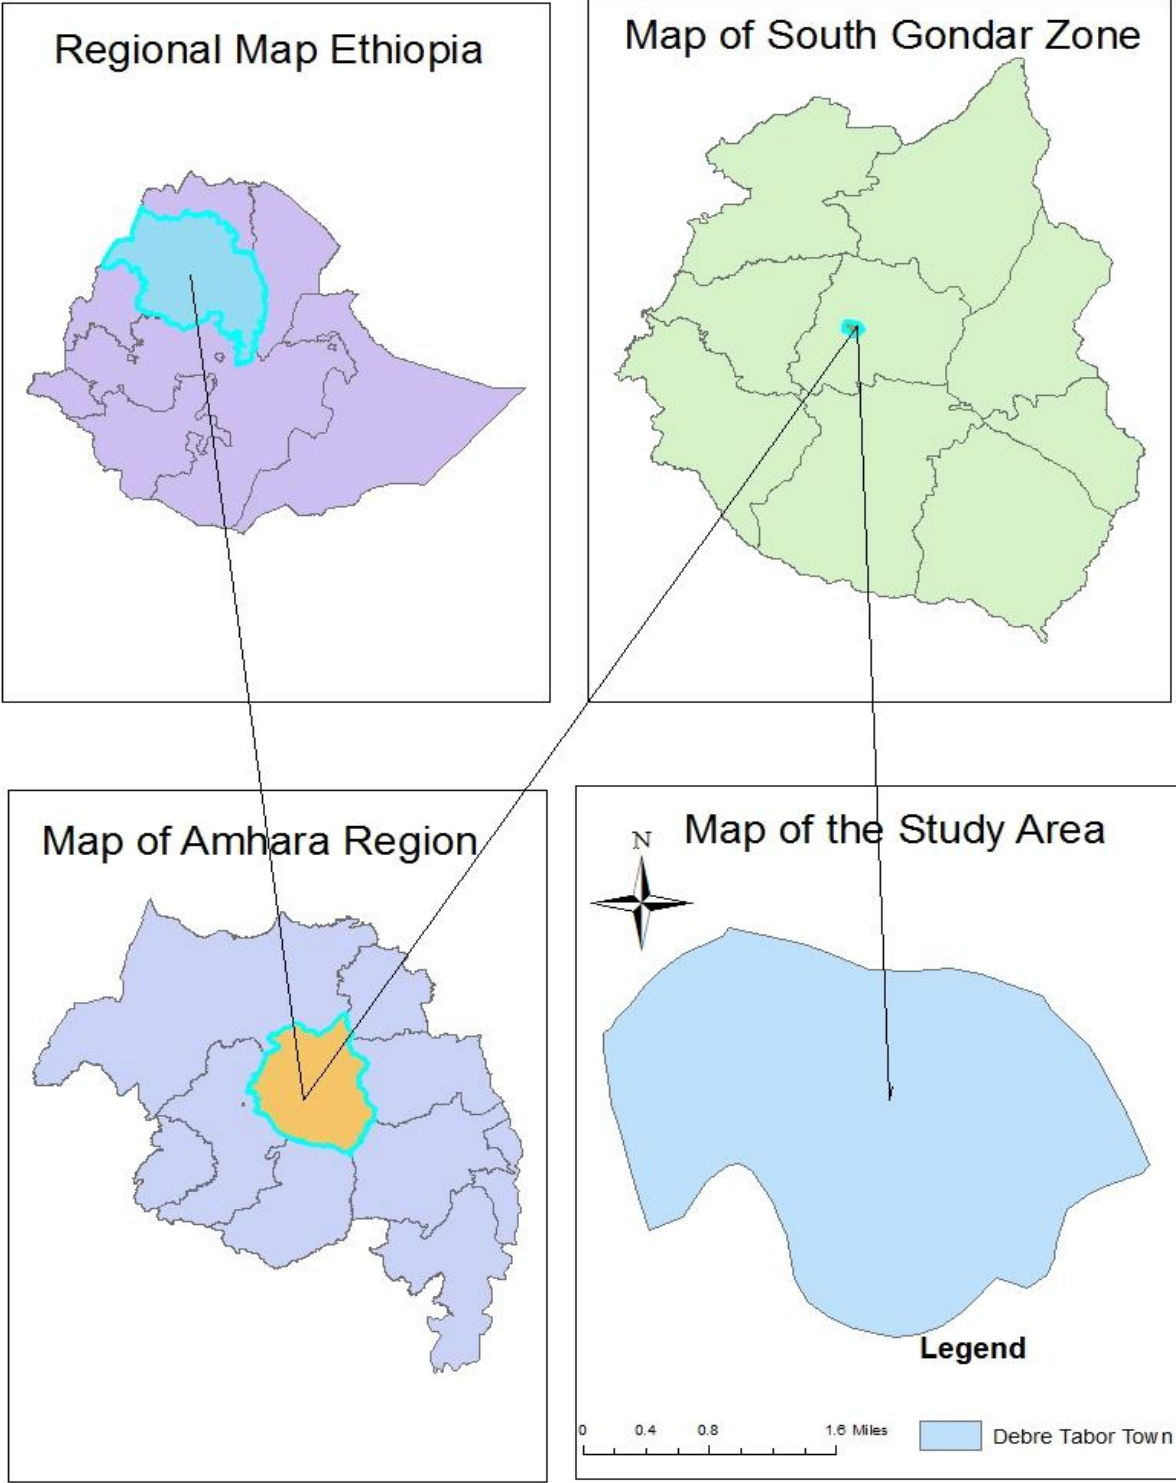 Regional Map Ethiopia
Map of South Gondar Zone
Map of Amhara Region
Map of the Study Area
N
Legend
0 0.4 0.8 1.6 Miles
Debre Tabor Town